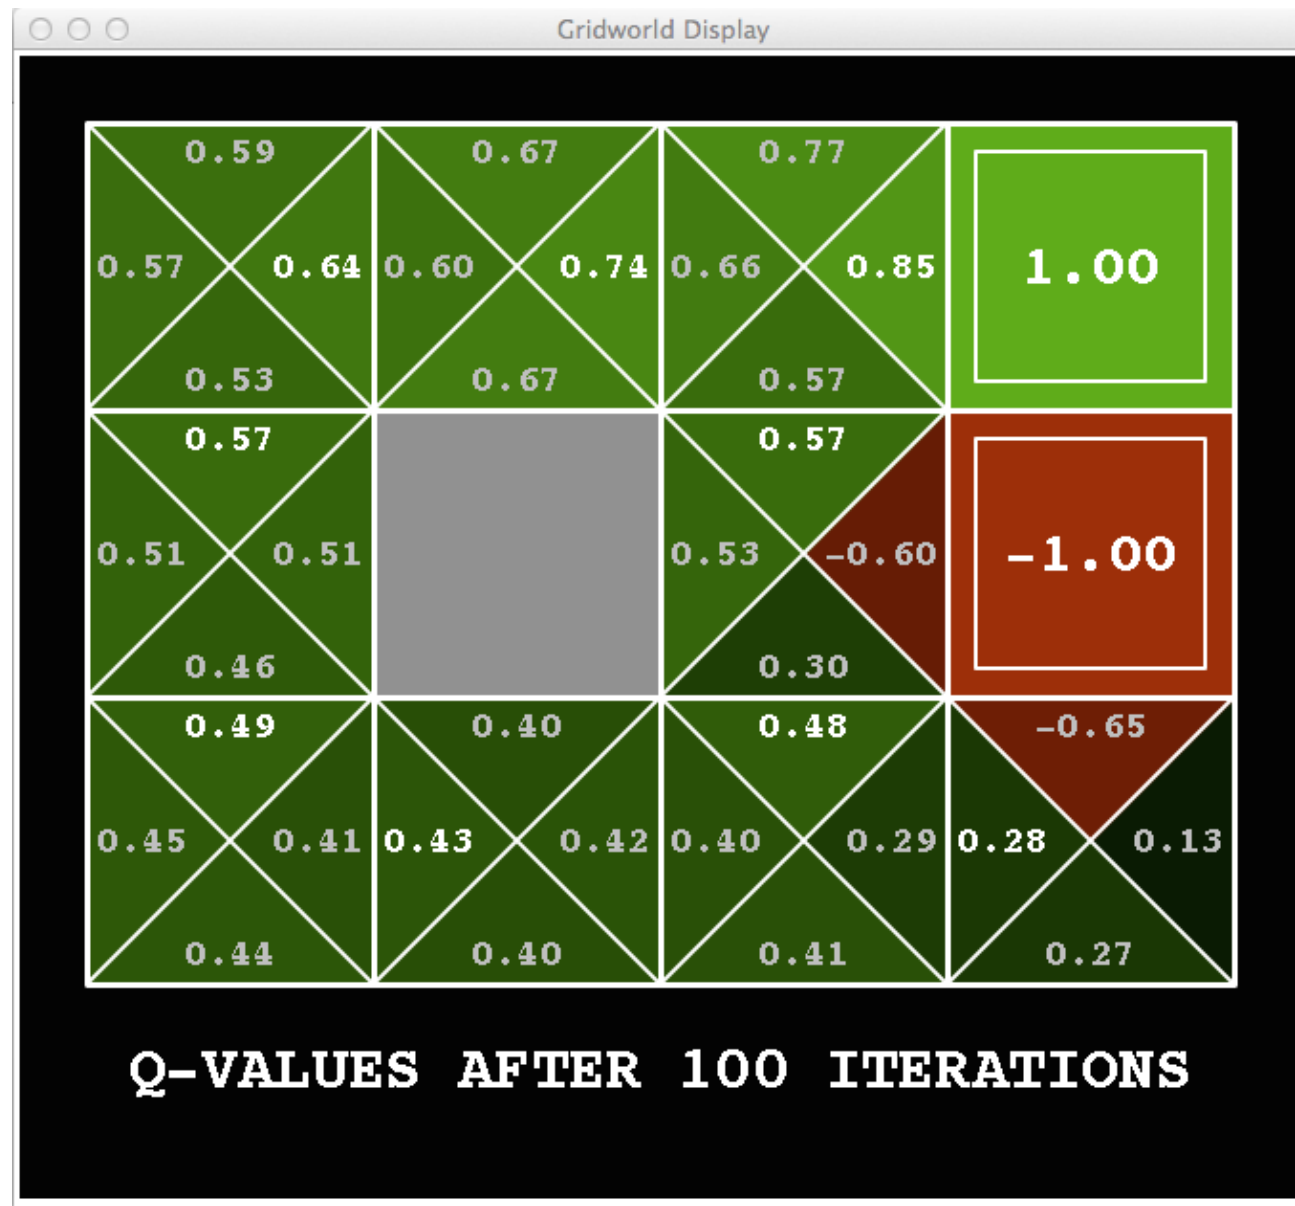 Gridworld Display
0.59 0.67 0.77
0.57 0.64 0.60 0.74 0.66 0.85 1.00
0.53 0.67 0.57
0.57 0.57
0.51 0.51 0.53 -0.60 -1.00
0.46 0.30
0.49 0.40 0.48 -0.65
0.45 0.41 0.43 0.42 0.40 0.29 0.28 0.13
0.44 0.40 0.41 0.27
Q-VALUES AFTER 100 ITERATIONS